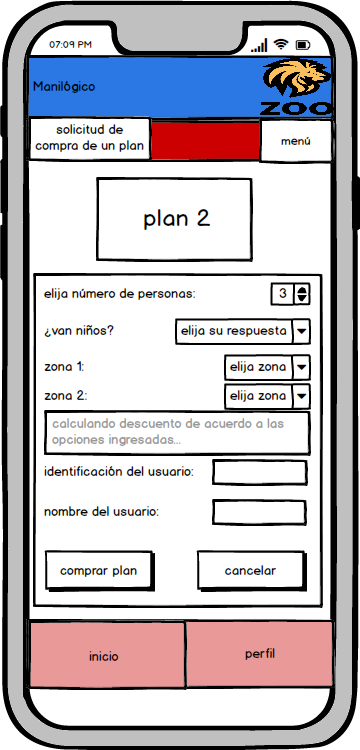 07:09 PM
Manilógico
ZOO
solicitud de
compra de un plan
menú
plan 2
elija número de personas:
3
¿van niños?
elija su respuesta
zona 1:
elija zona
zona 2:
elija zona
calculando descuento de acuerdo a las
opciones ingresadas...
identificación del usuario:
nombre del usuario:
comprar plan
cancelar
inicio
perfil